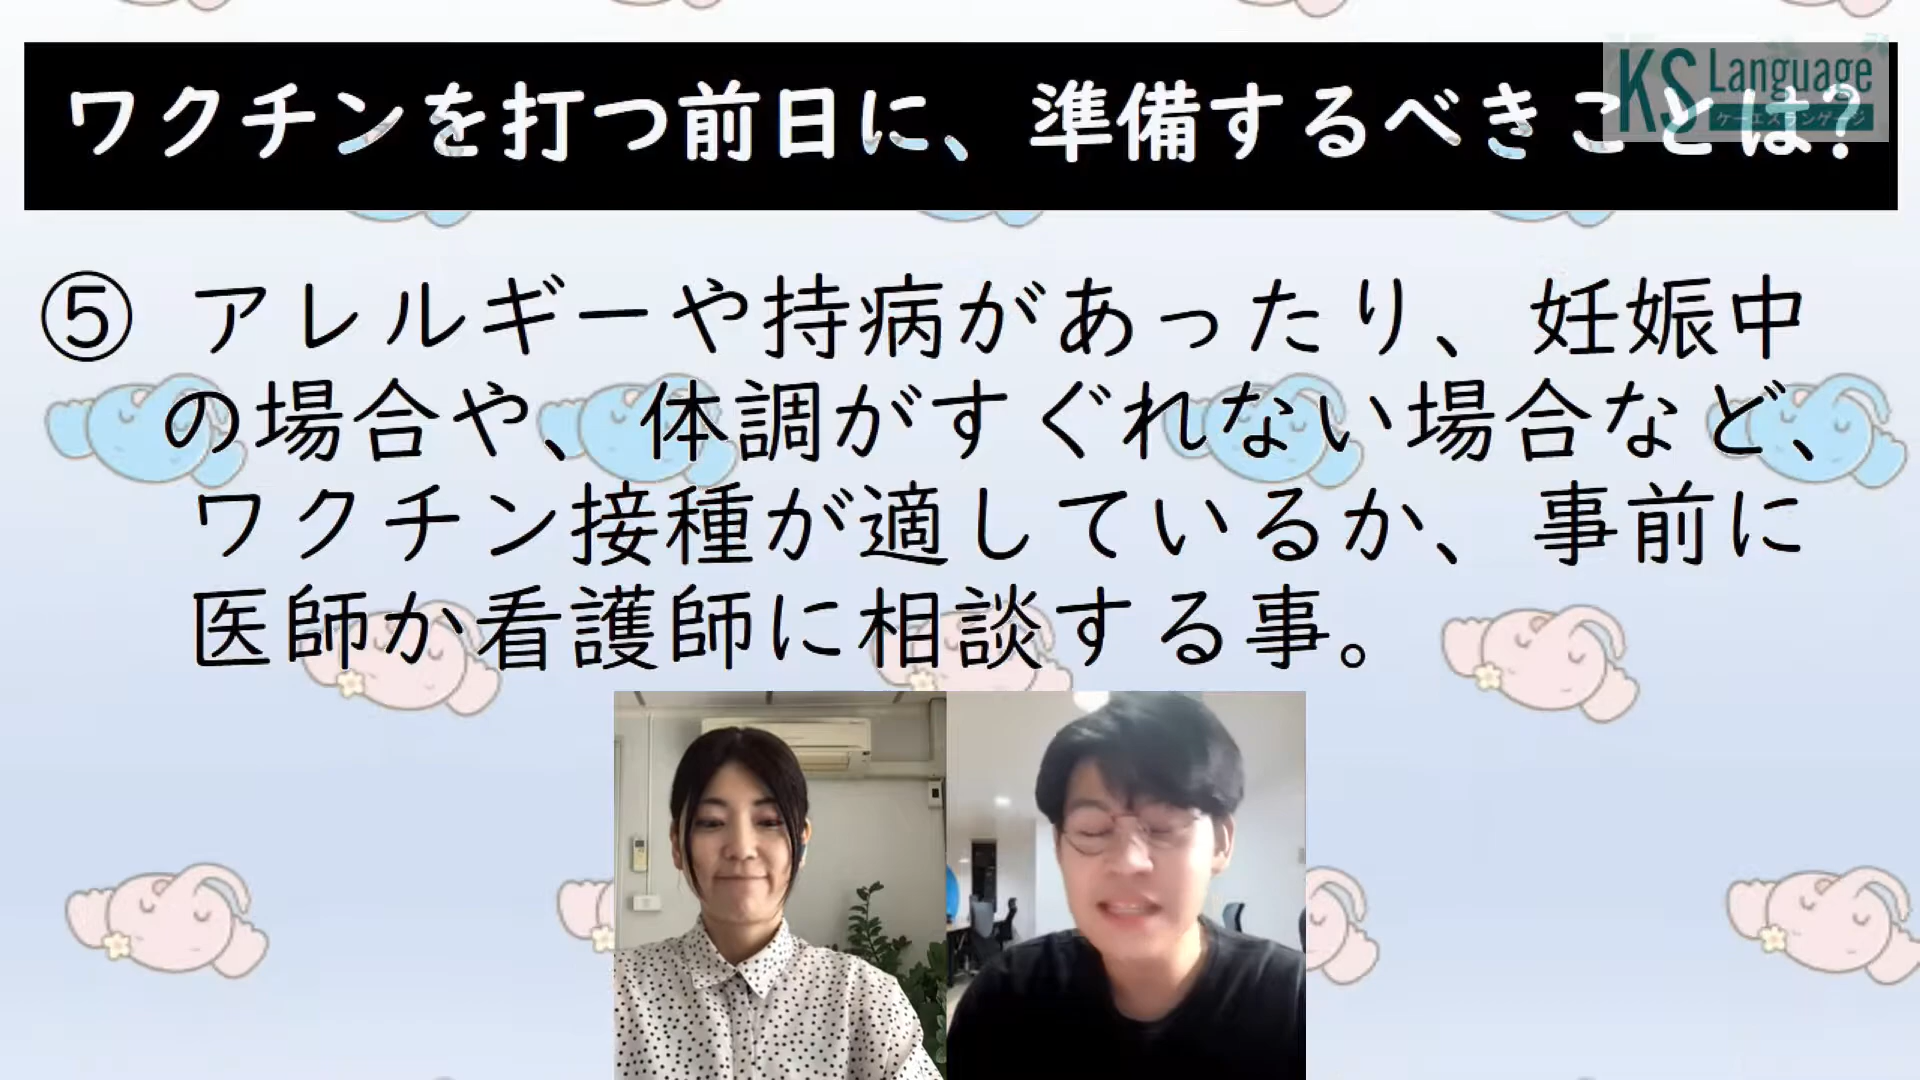 ワクチンを打つ前日に、準備するべきことは?
KS Language
ケーエスランゲージ
⑤ アレルギーや持病があったり、妊娠中
の場合や、体調がすぐれない場合など、
ワクチン接種が適しているか、事前に
医師か看護師に相談する事。